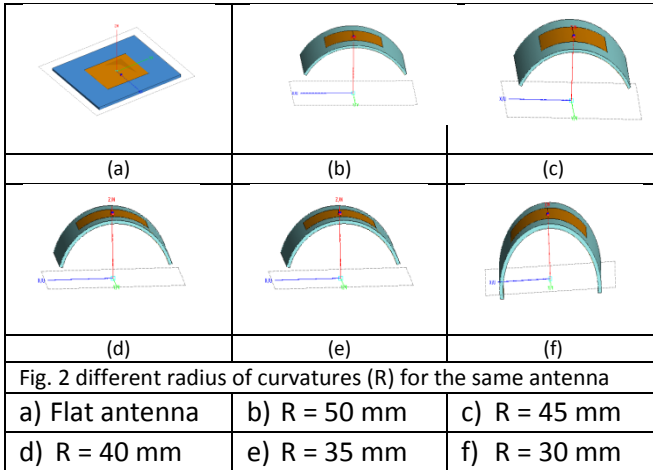 (a) (b) (c)
(d) (e) (f)
Fig. 2 different radius of curvatures (R) for the same antenna
a) Flat antenna b) R = 50 mm c) R = 45 mm
d) R = 40 mm e) R = 35 mm f) R = 30 mm